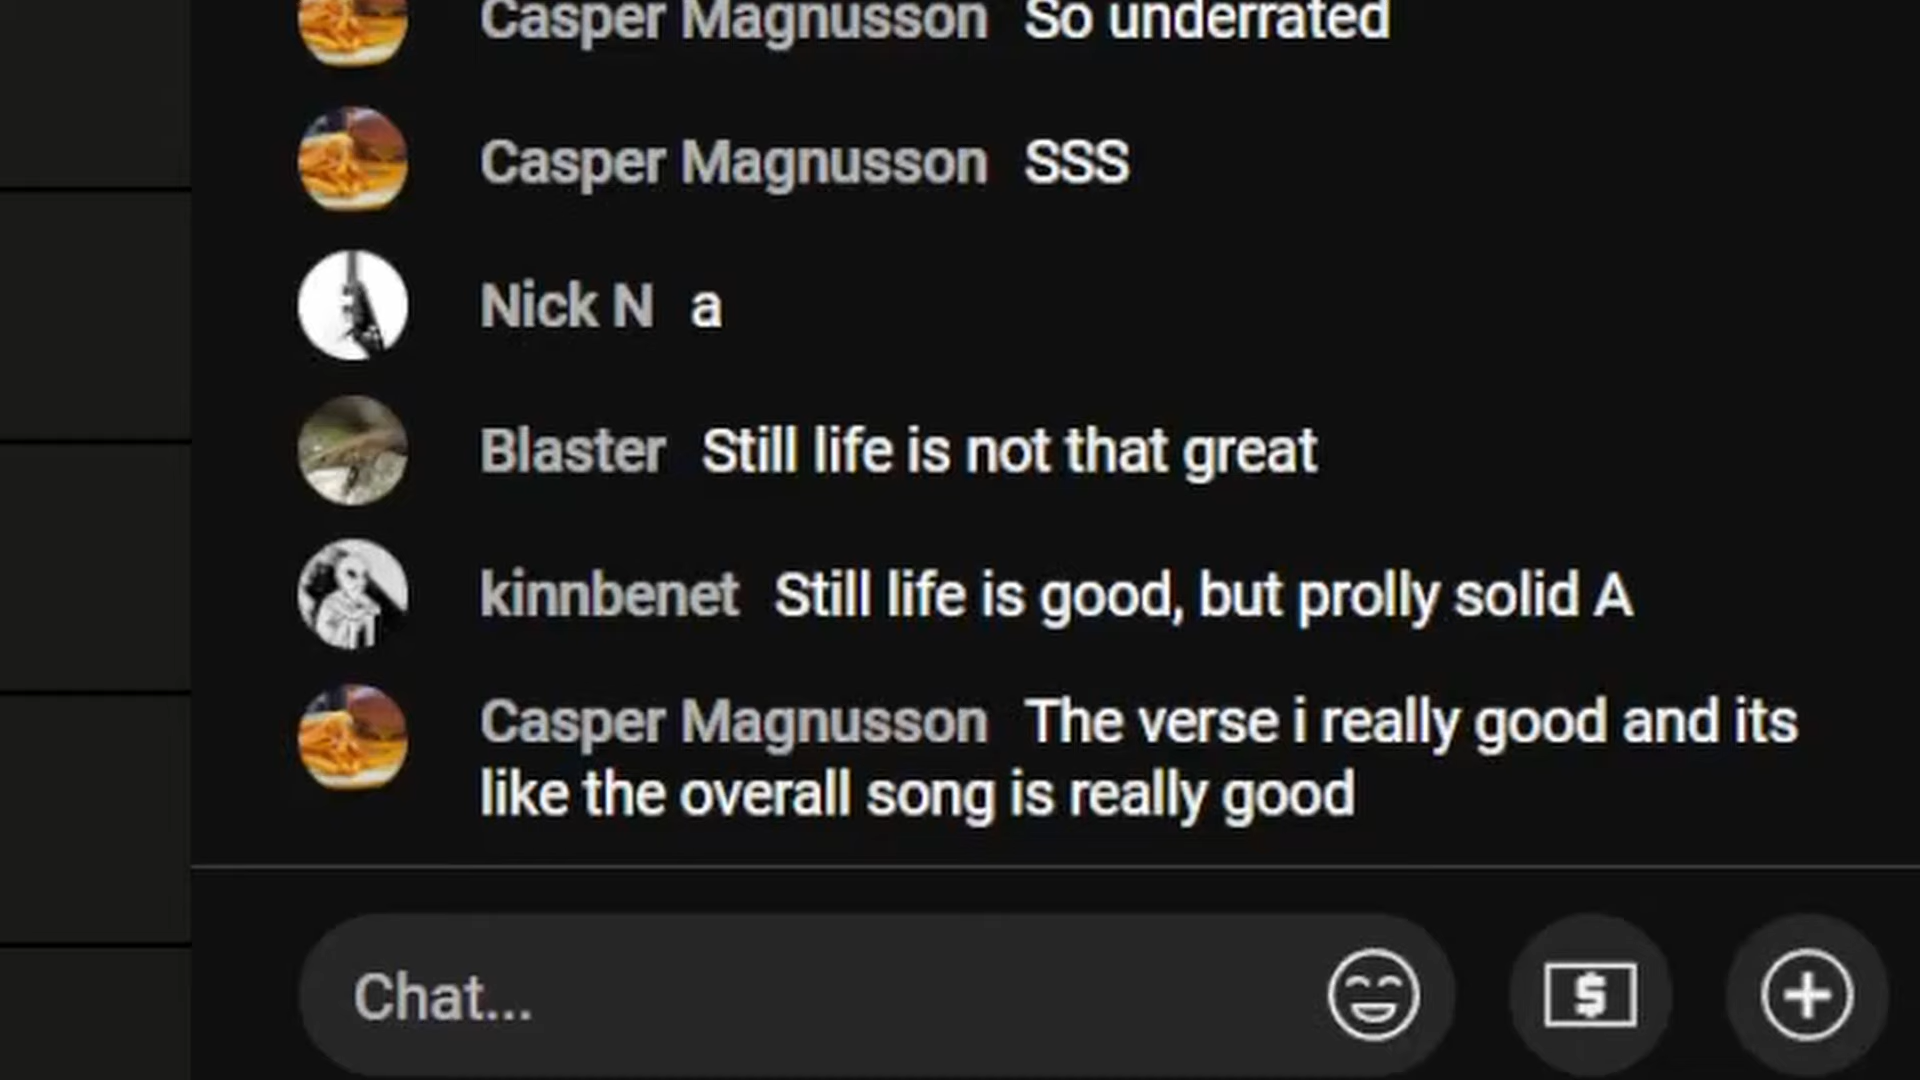 Casper Magnusson So underrated
Casper Magnusson SSS
Nick N a
Blaster Still life is not that great
kinnbenet Still life is good, but prolly solid A
Casper Magnusson The verse i really good and its
like the overall song is really good
Chat...